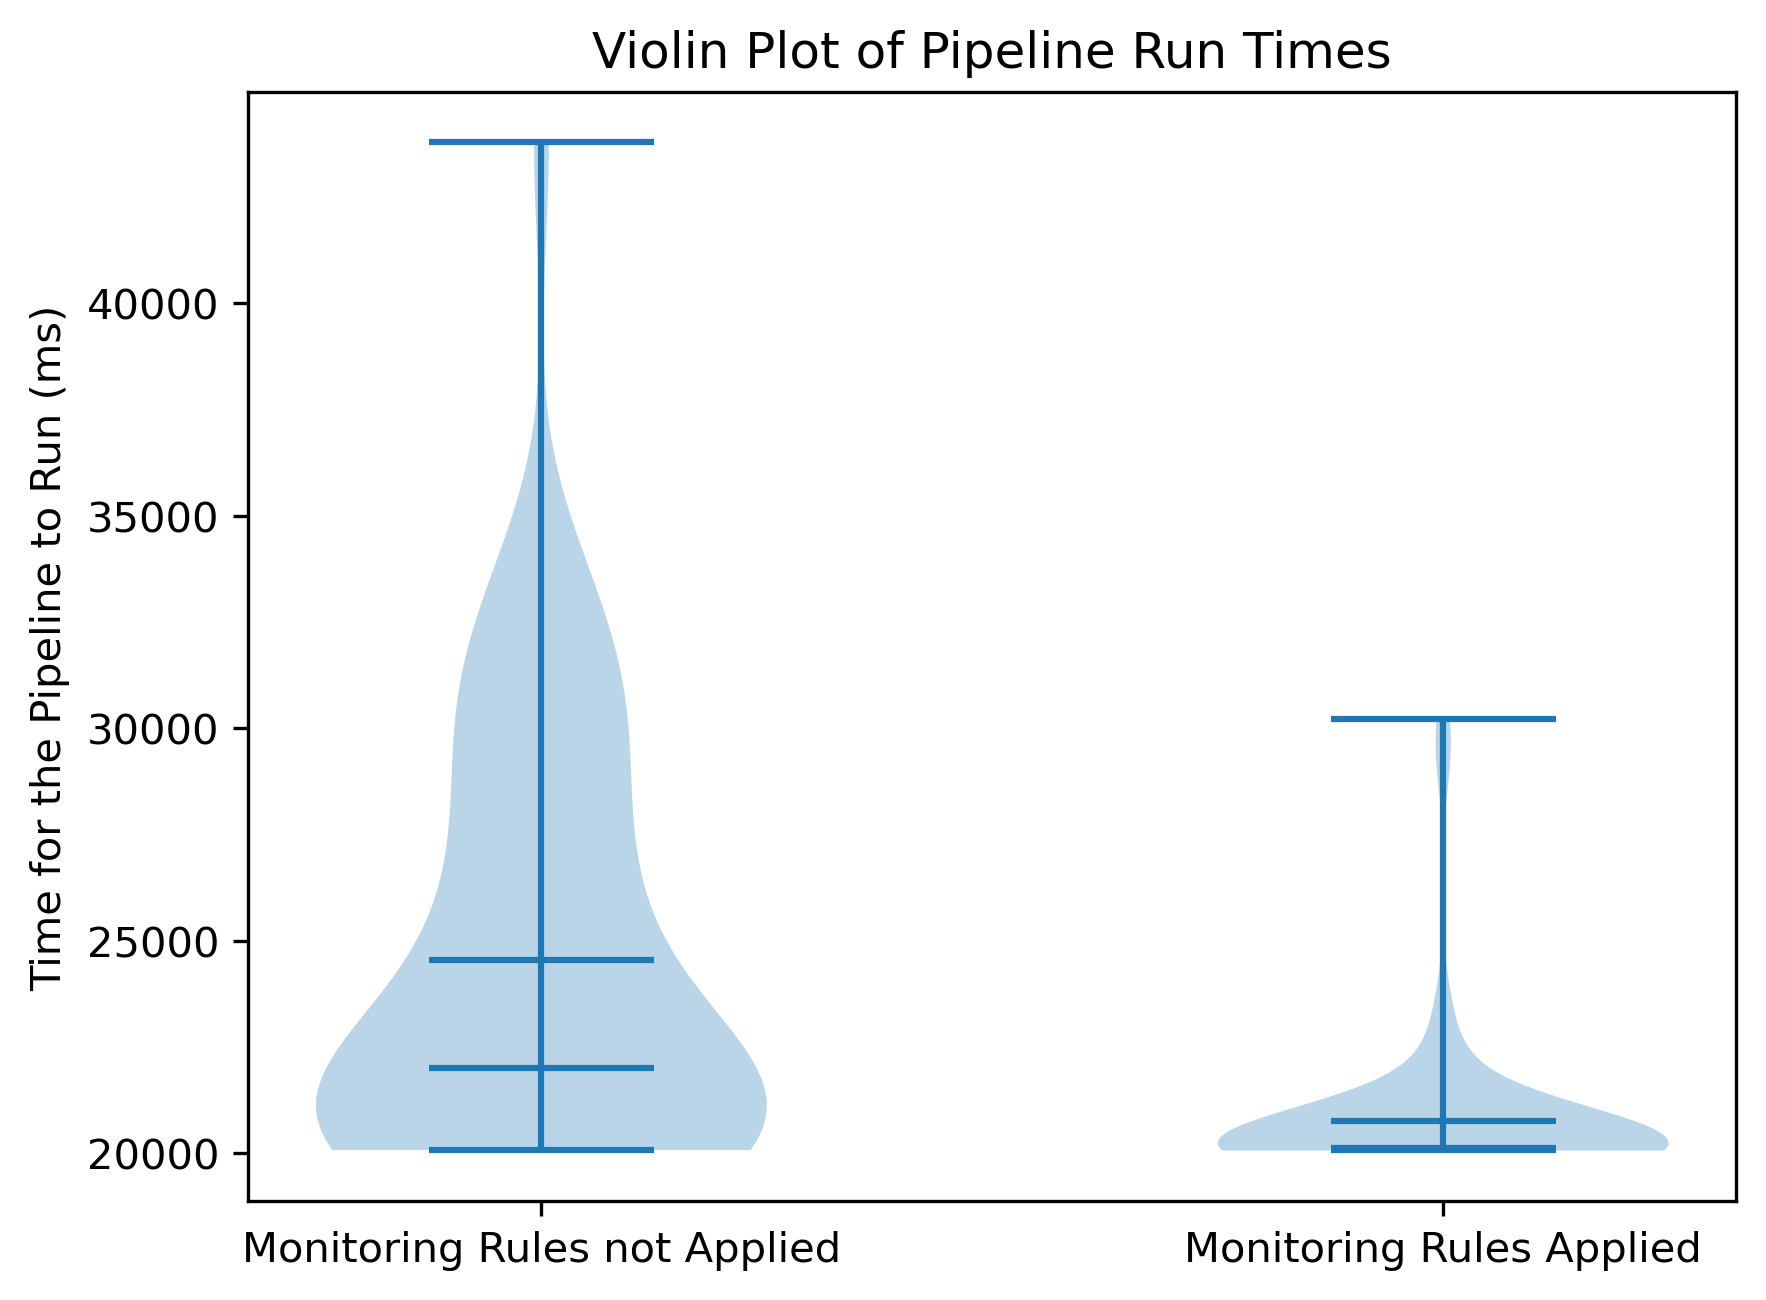 Violin Plot of Pipeline Run Times
Time for the Pipeline to Run (ms)
40000
35000
30000
25000
20000
Monitoring Rules not Applied
Monitoring Rules Applied